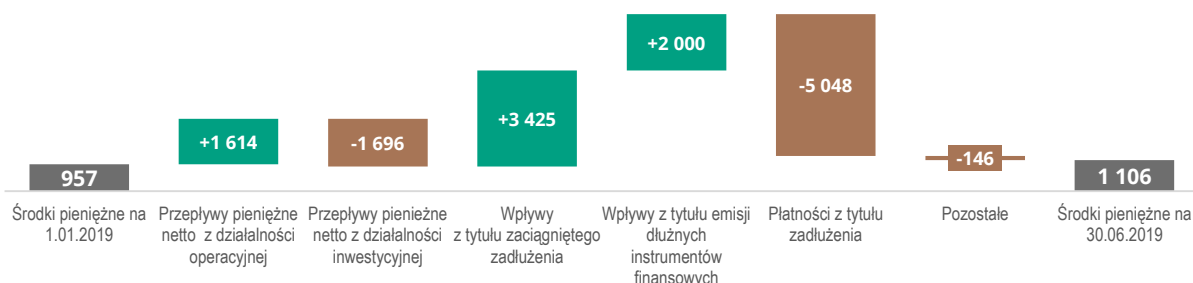 +2 000
-5 048
+3 425
+1 614
-1 696
-146
957
1 106
Środki pieniężne na
1.01.2019
Przepływy pieniężne
netto z działalności
operacyjnej
Przepływy pienieżne
netto z działalności
inwestycyjnej
Wpływy
z tytułu zaciągniętego
zadłużenia
Wpływy z tytułu emisji
dłużnych
instrumentów
finansowych
Płatności z tytułu
zadłużenia
Pozostałe
Środki pieniężne na
30.06.2019